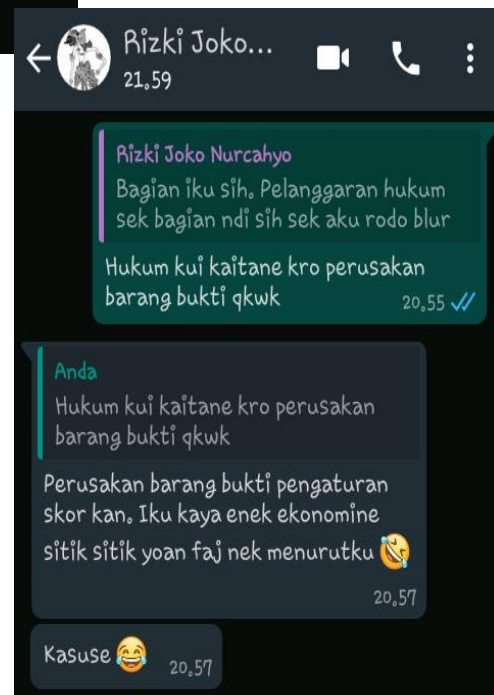 Rizki Joko...
21.59
Rizki Joko Nurcahyo
Bagian iku sih. Pelanggaran hukum
sek bagian ndi sih sek aku rodo blur
Hukum kui kaitane kro perusakan
barang bukti qkwk
20.55
Anda
Hukum kui kaitane kro perusakan
barang bukti qkwk
Perusakan barang bukti pengaturan
skor kan. Iku kaya enek ekonomine
sitik sitik yoan faj nek menurutku 🤣
20.57
Kasuse 😂 20.57